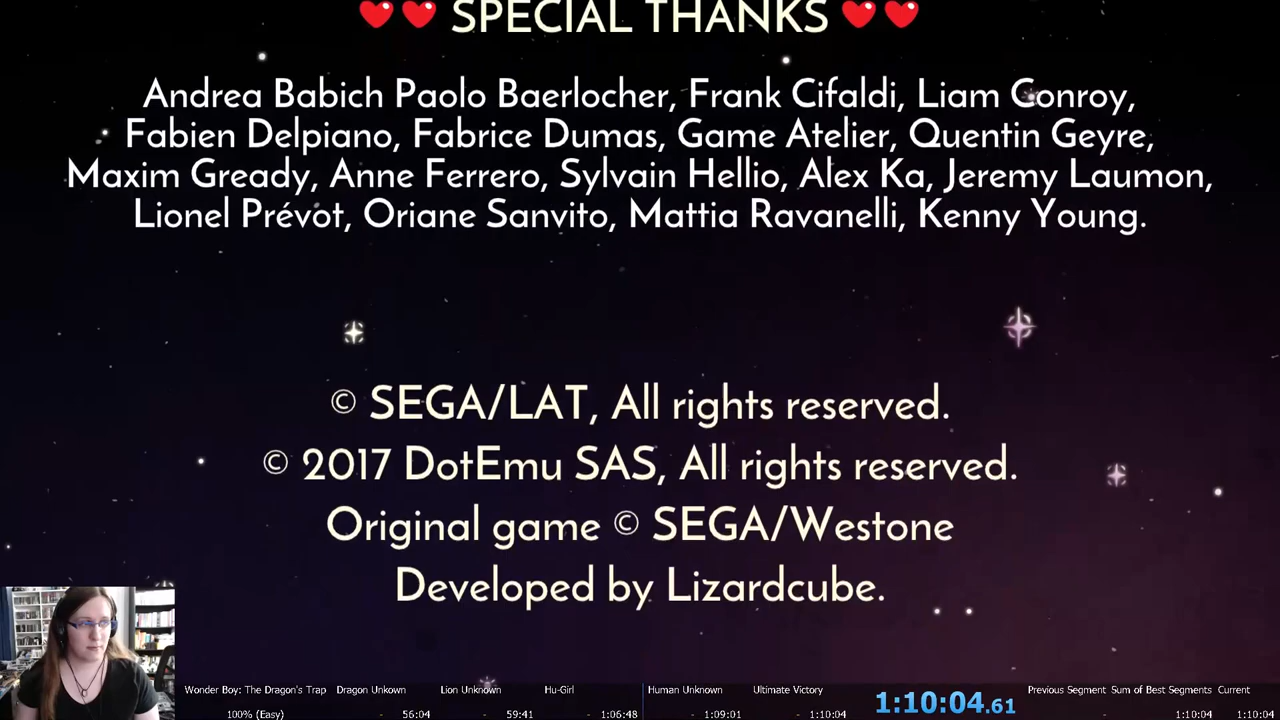 SPECIAL THANKS
Andrea Babich Paolo Baerlocher, Frank Cifaldi, Liam Conroy,
Fabien Delpiano, Fabrice Dumas, Game Atelier, Quentin Geyre,
Maxim Gready, Anne Ferrero, Sylvain Hellio, Alex Ka, Jeremy Laumon,
Lionel Prévot, Oriane Sanvito, Mattia Ravanelli, Kenny Young.
© SEGA/LAT, All rights reserved.
© 2017 DotEmu SAS, All rights reserved.
Original game © SEGA/Westone
Developed by Lizardcube.
Wonder Boy: The Dragon's Trap Dragon Unkown Lion Unknown Hu-Girl Human Unknown Ultimate Victory 1:10:04.61 Previous Segment Sum of Best Segments Current
100% (Easy) - 56:04 - 59:41 - 1:06:48 - 1:09:01 - 1:10:04 - 1:10:04 1:10:04